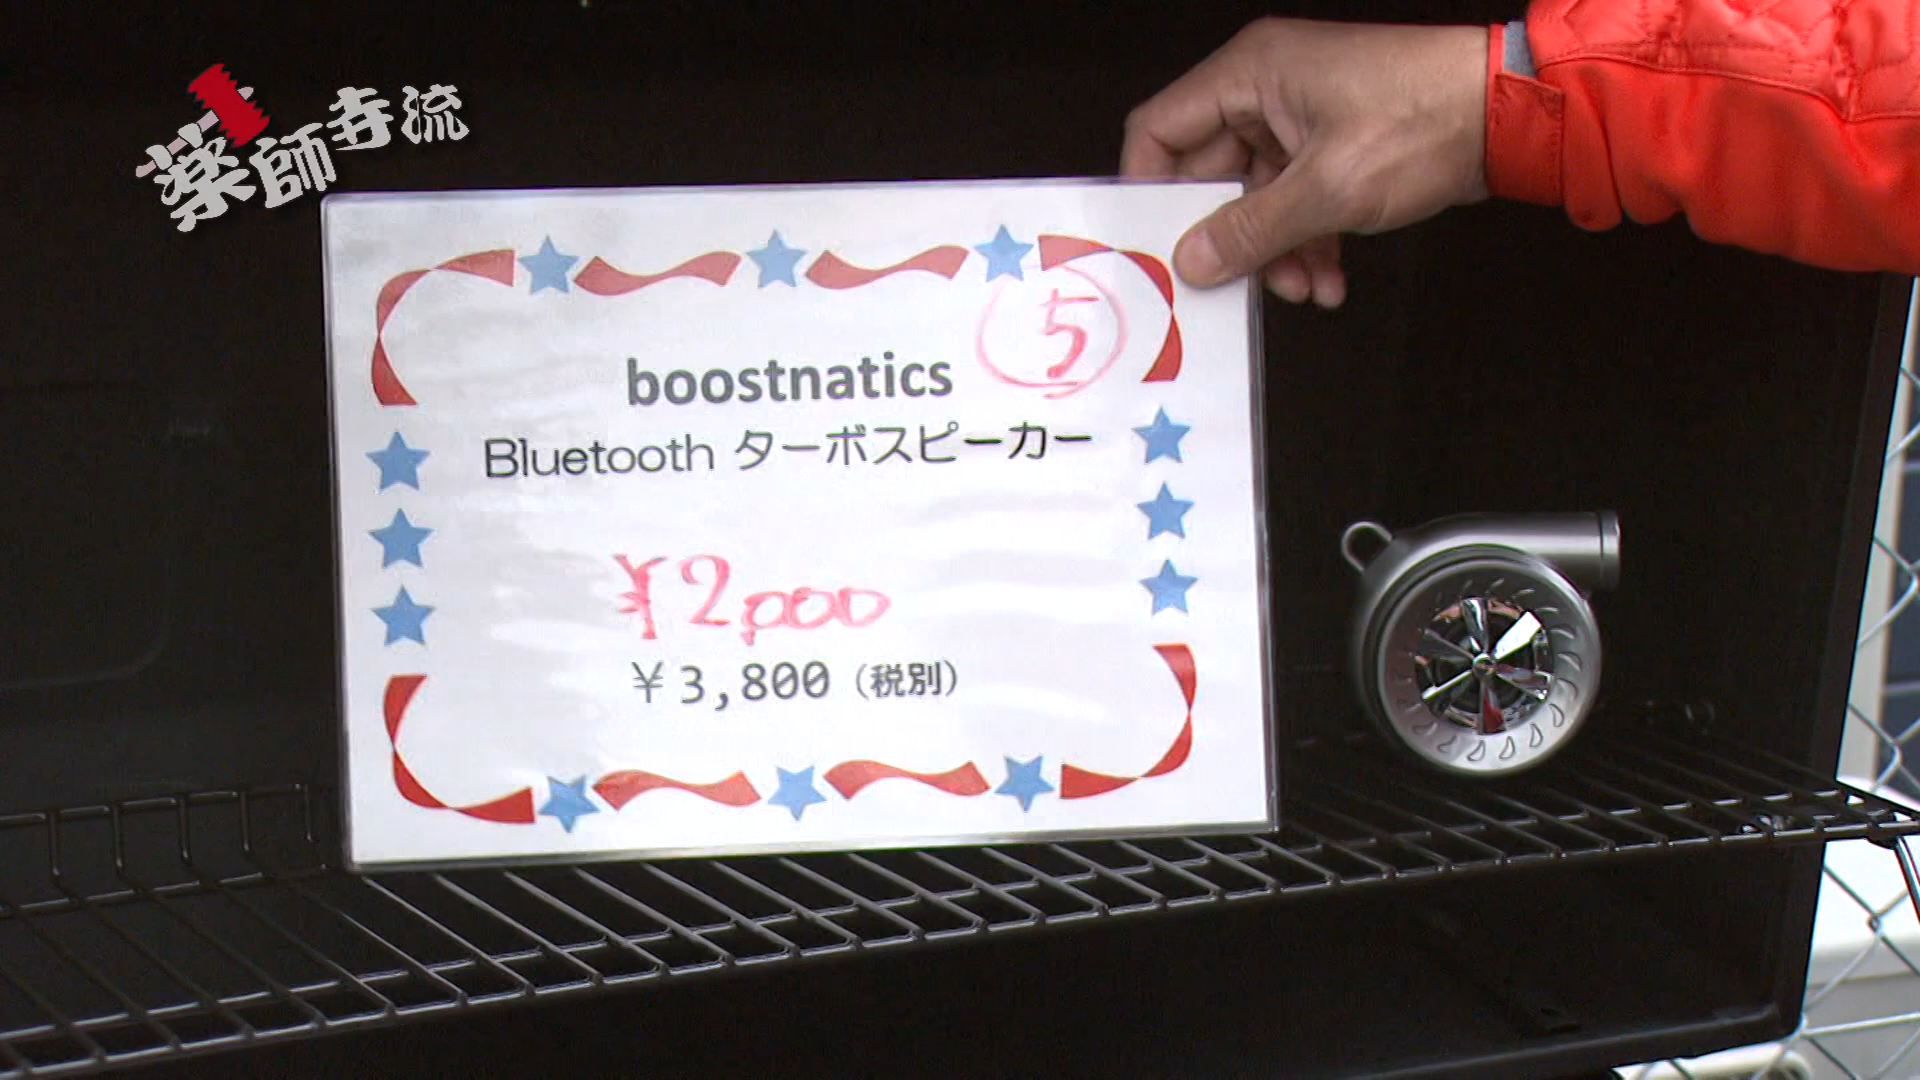 薬師寺流
5
boostnatics
Bluetooth ターボスピーカー
¥2,000
¥3,800（税別）